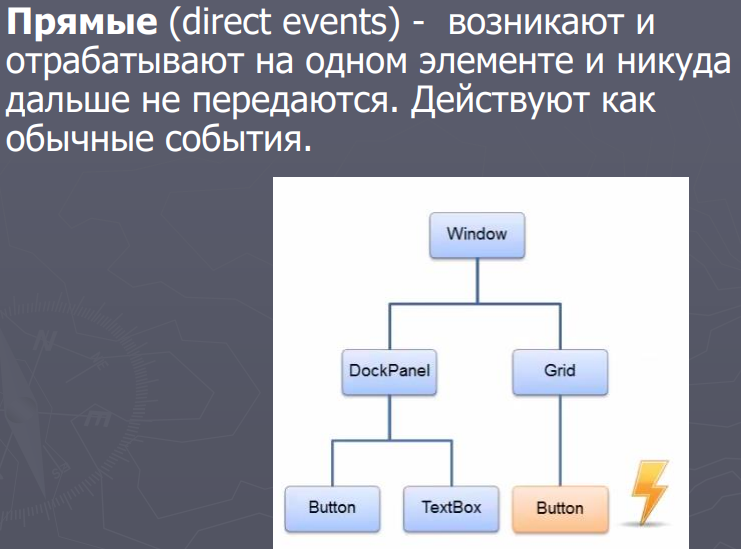 Прямые (direct events) - возникают и
отрабатывают на одном элементе и никуда
дальше не передаются. Действуют как
обычные события.
Window
DockPanel
Grid
Button
TextBox
Button
N